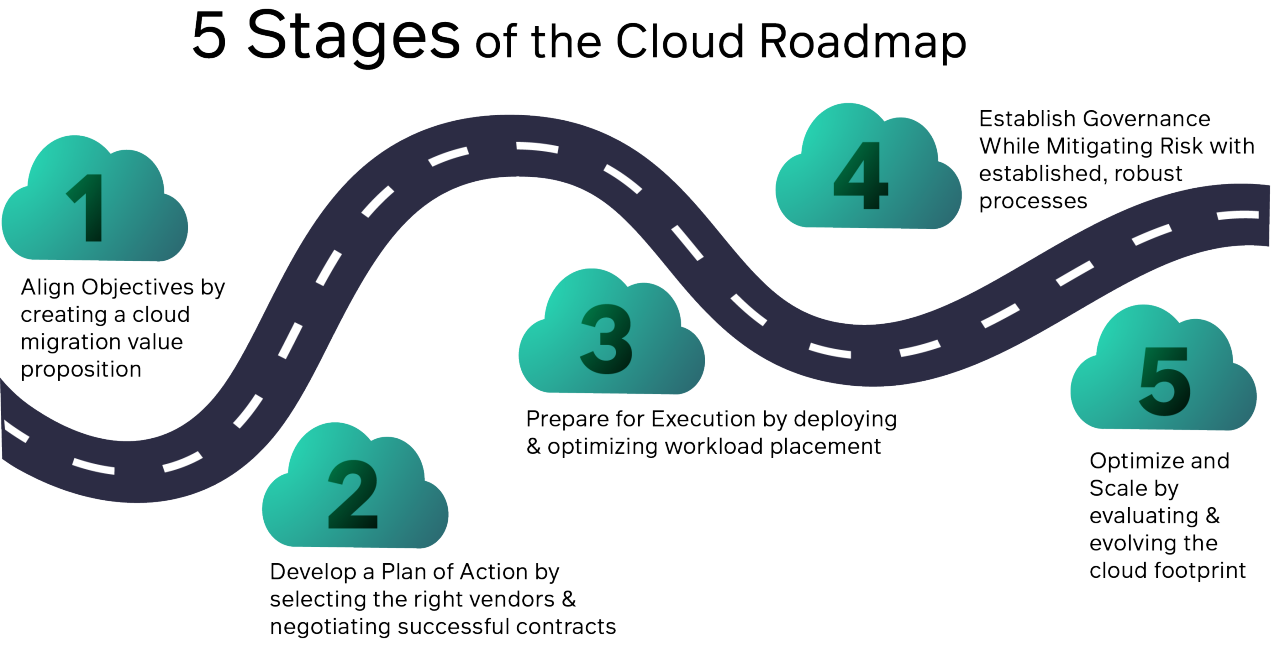 5 Stages of the Cloud Roadmap
1
Align Objectives by
creating a cloud
migration value
proposition
2
Develop a Plan of Action by
selecting the right vendors &
negotiating successful contracts
3
Prepare for Execution by deploying
& optimizing workload placement
4
Establish Governance
While Mitigating Risk with
established, robust
processes
5
Optimize and
Scale by
evaluating &
evolving the
cloud footprint